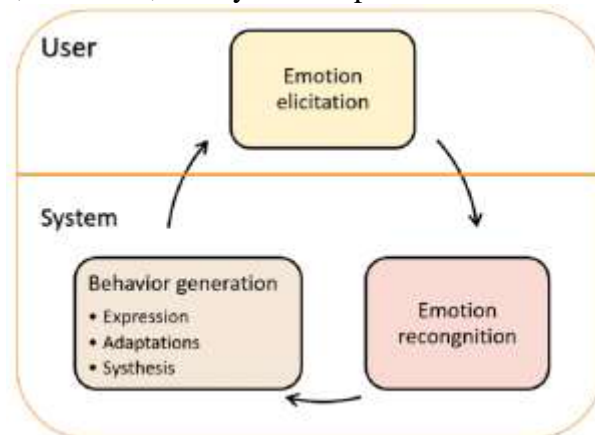 User
Emotion
elicitation
System
Behavior generation
• Expression
• Adaptations
• Systhesis
Emotion
recongnition